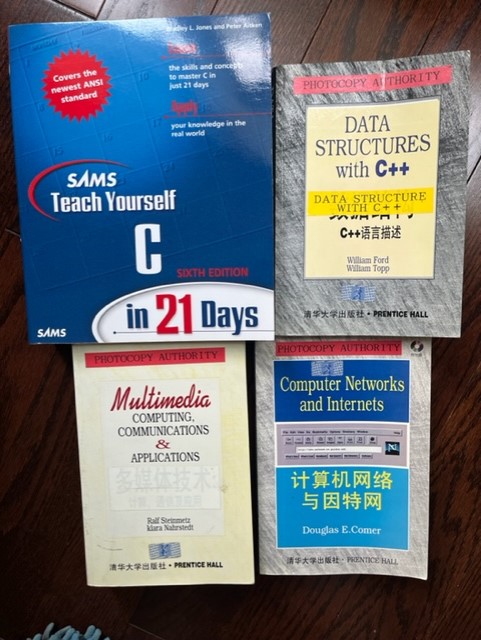 Bradley L. Jones and Peter Aitken
Covers the
newest ANSI
standard
the skills and concepts
to master C in
just 21 days
Apply
your knowledge in the
real world
SAMS
Teach Yourself
C
SIXTH EDITION
in 21 Days
SAMS
PHOTOCOPY AUTHORITY
DATA
STRUCTURES
with C++
DATA STRUCTURE
WITH C++
C++语言描述
William Ford
William Topp
清华大学出版社 · PRENTICE HALL
PHOTOCOPY AUTHORITY
Multimedia
COMPUTING,
COMMUNICATIONS
&
APPLICATIONS
多媒体技术:
Ralf Steinmetz
klara Nahrstedt
清华大学出版社 · PRENTICE HALL
PHOTOCOPY AUTHORITY
Computer Networks
and Internets
计算机网络
与因特网
Douglas E.Comer
清华大学出版社 · PRENTICE HALL